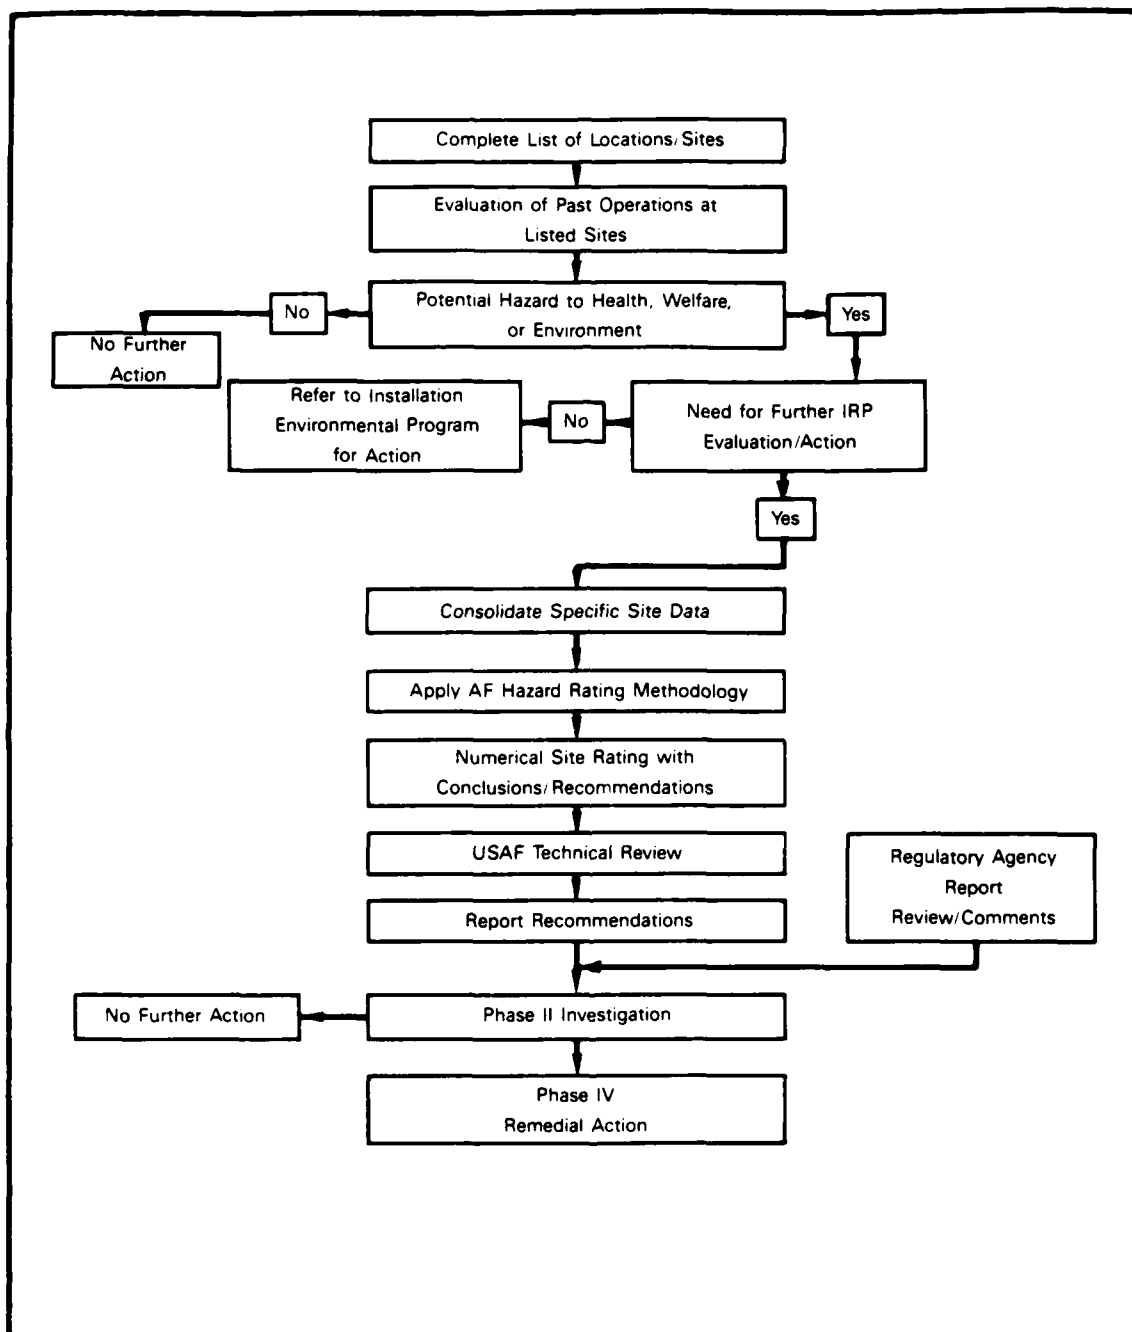 Complete List of Locations/Sites
Evaluation of Past Operations at
Listed Sites
Potential Hazard to Health, Welfare,
or Environment
No
Yes
No Further
Action
Refer to Installation
Environmental Program
for Action
No
Need for Further IRP
Evaluation/Action
Yes
Consolidate Specific Site Data
Apply AF Hazard Rating Methodology
Numerical Site Rating with
Conclusions/Recommendations
USAF Technical Review
Regulatory Agency
Report
Review/Comments
Report Recommendations
No Further Action
Phase II Investigation
Phase IV
Remedial Action